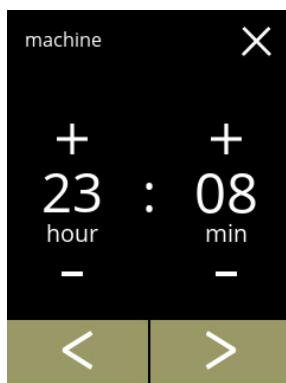 machine
+ +
23 : 08
hour min
- -
< >